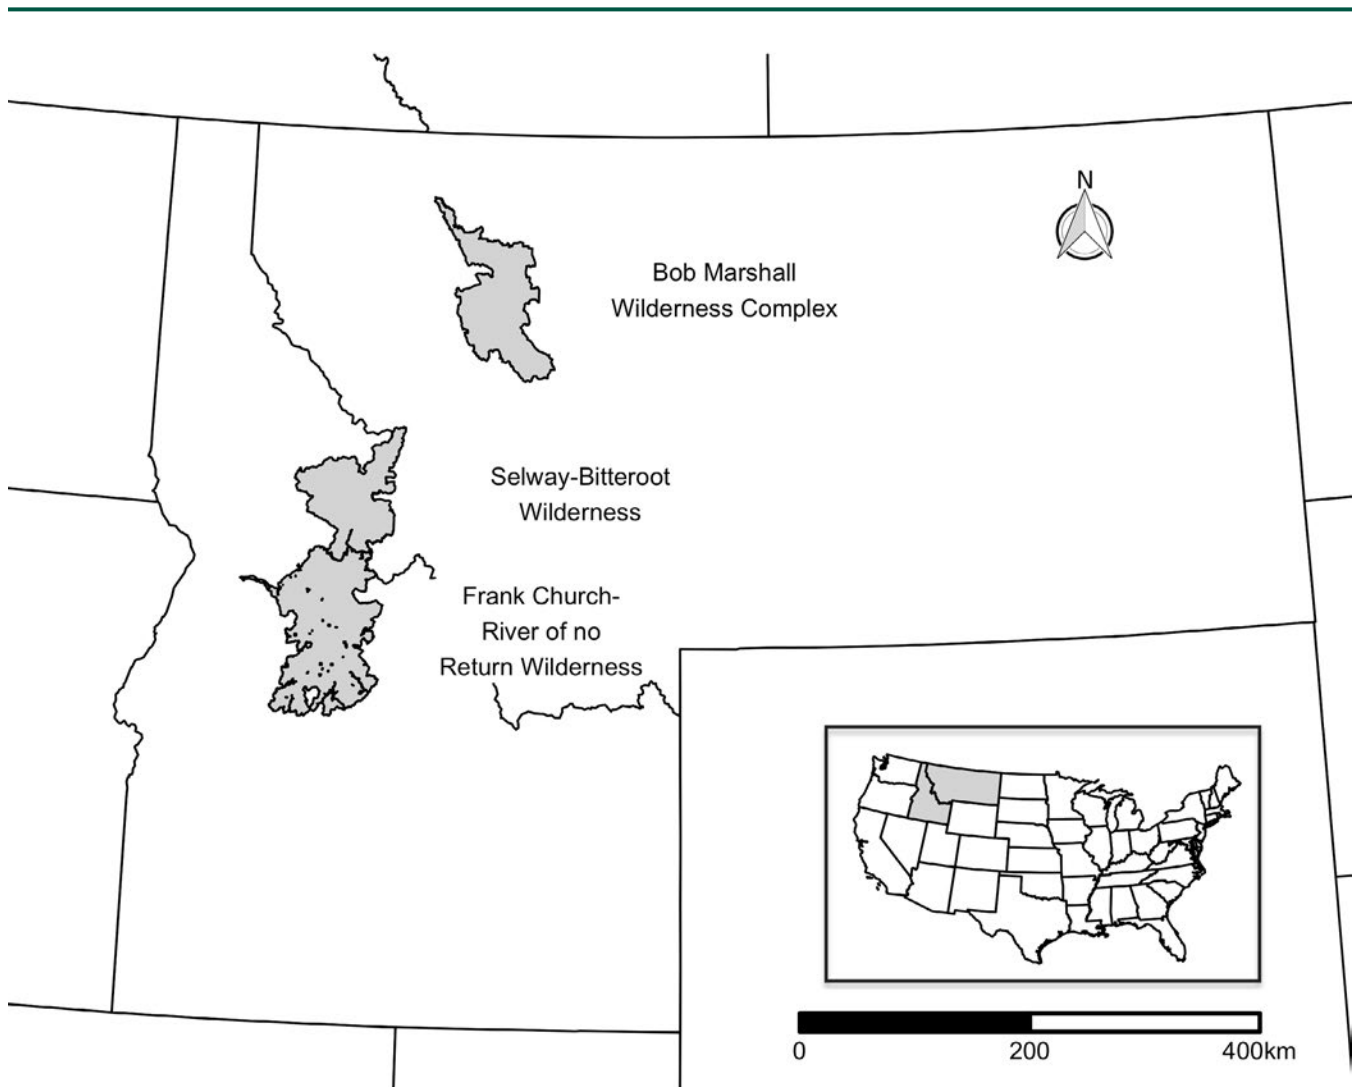 N
Bob Marshall
Wilderness Complex
Selway-Bitteroot
Wilderness
Frank Church-
River of no
Return Wilderness
0
200
400km